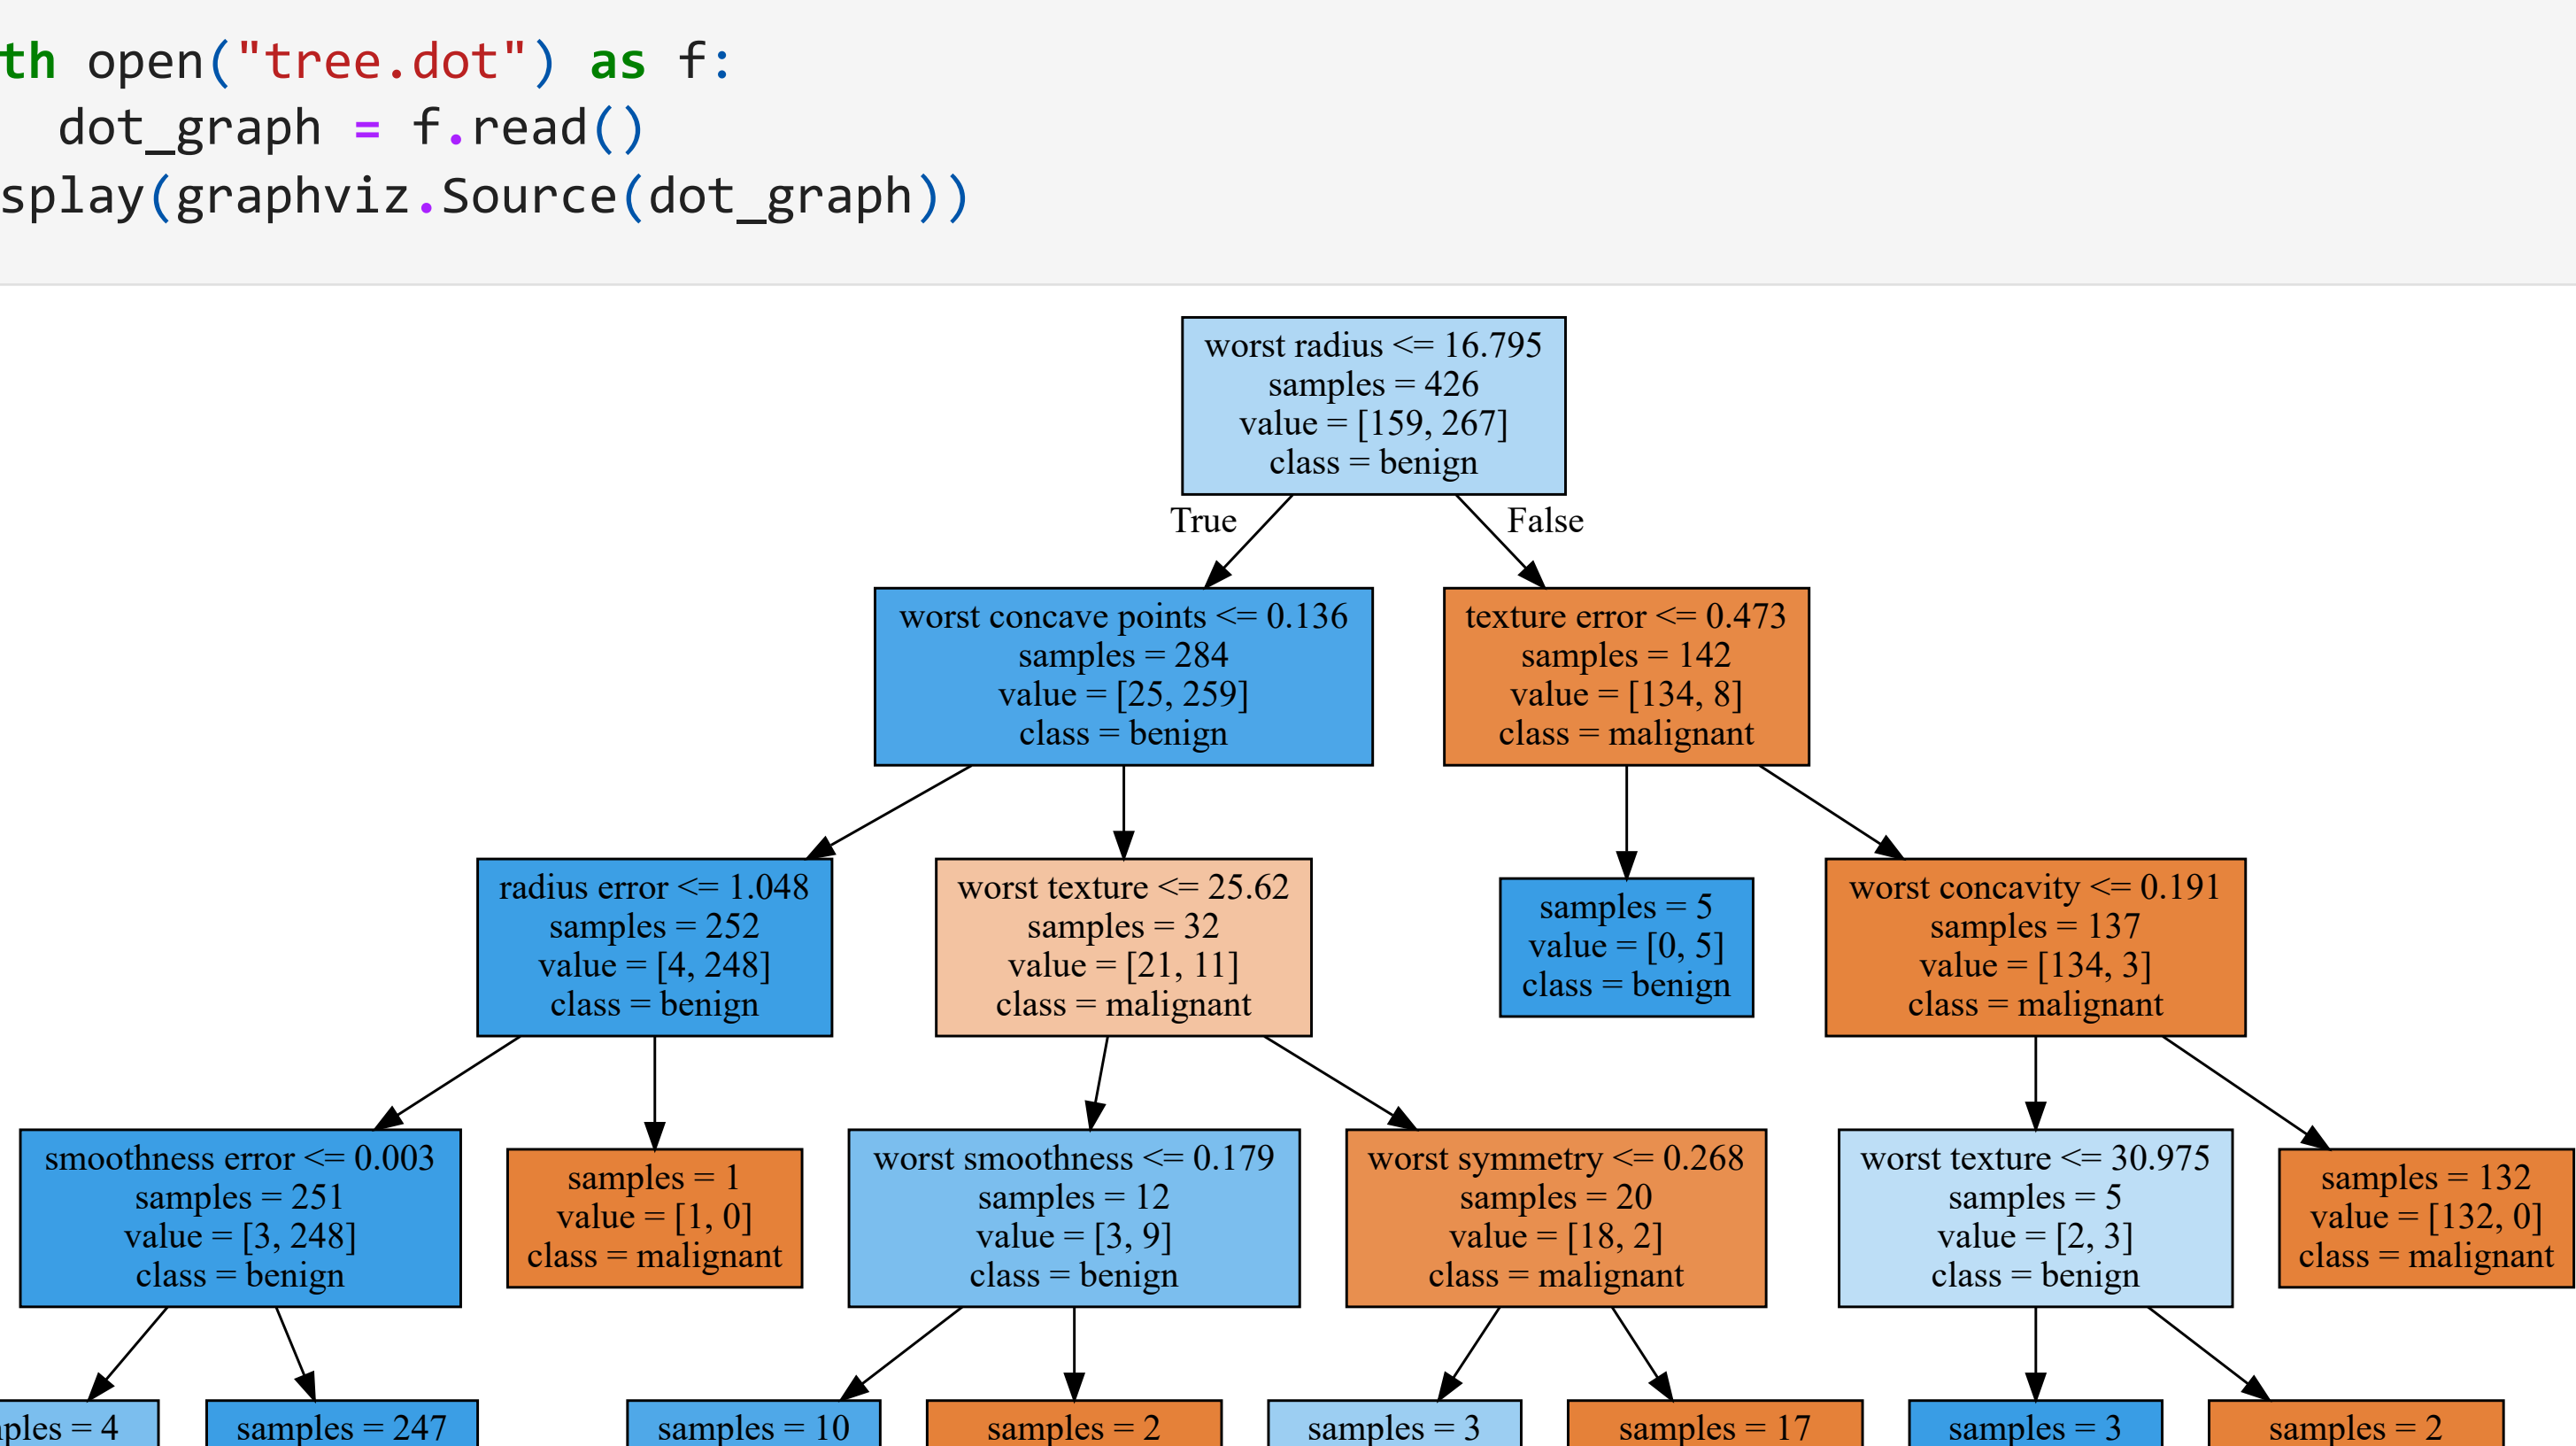 th open("tree.dot") as f:
dot_graph = f.read()
splay(graphviz.Source(dot_graph))
worst radius <= 16.795
samples = 426
value = [159, 267]
class = benign
True
False
worst concave points <= 0.136
samples = 284
value = [25, 259]
class = benign
texture error <= 0.473
samples = 142
value = [134, 8]
class = malignant
radius error <= 1.048
samples = 252
value = [4, 248]
class = benign
worst texture <= 25.62
samples = 32
value = [21, 11]
class = malignant
samples = 5
value = [0, 5]
class = benign
worst concavity <= 0.191
samples = 137
value = [134, 3]
class = malignant
smoothness error <= 0.003
samples = 251
value = [3, 248]
class = benign
samples = 1
value = [1, 0]
class = malignant
worst smoothness <= 0.179
samples = 12
value = [3, 9]
class = benign
worst symmetry <= 0.268
samples = 20
value = [18, 2]
class = malignant
worst texture <= 30.975
samples = 5
value = [2, 3]
class = benign
samples = 132
value = [132, 0]
class = malignant
ples = 4
samples = 247
samples = 10
samples = 2
samples = 3
samples = 17
samples = 3
samples = 2